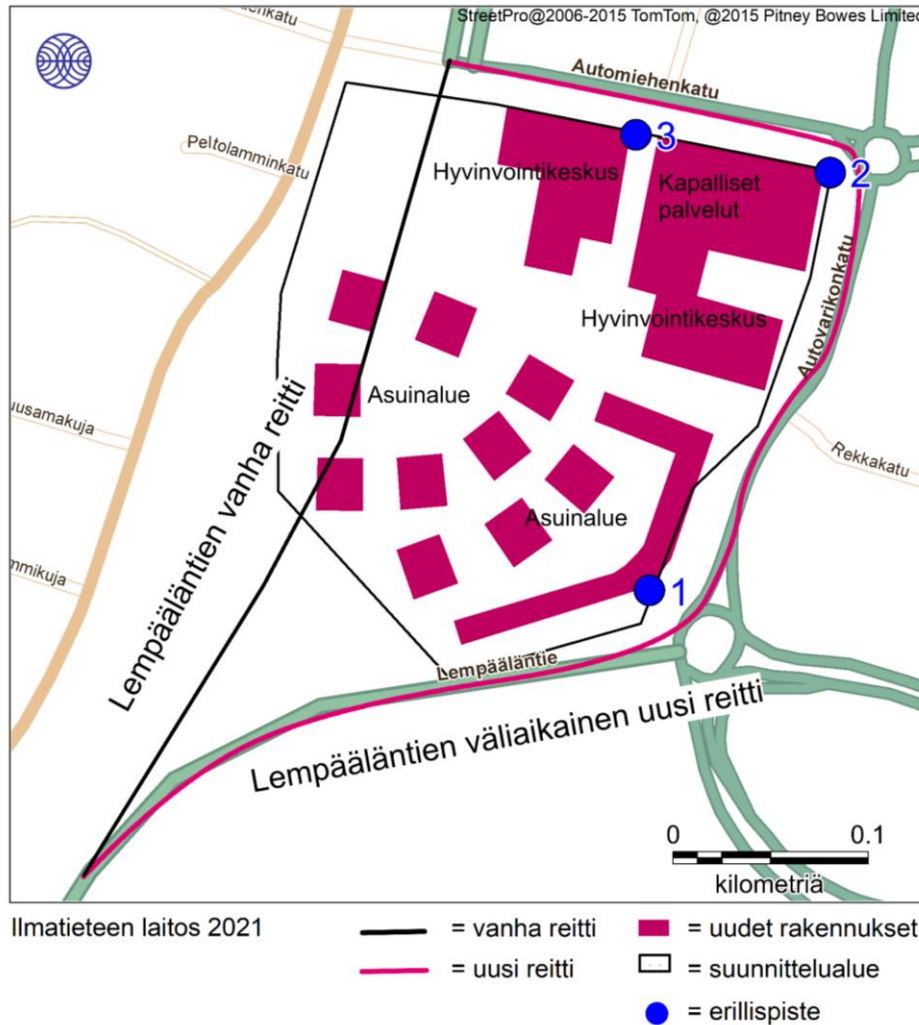 StreetPro@2006-2015 TomTom, @2015 Pitney Bowes Limited
Automiehenkatu
Peltolamminkatu
3
2
Hyvinvointikeskus
Kapalliset
palvelut
Hyvinvointikeskus
Autovarikonkatu
Asuinalue
Rekkakatu
Asuinalue
1
Lempääläntien vanha reitti
Lempääläntie
Lempääläntien väliaikainen uusi reitti
0
0.1
kilometriä
Ilmatieteen laitos 2021
= vanha reitti
= uudet rakennukset
= uusi reitti
= suunnittelualue
= erillispiste